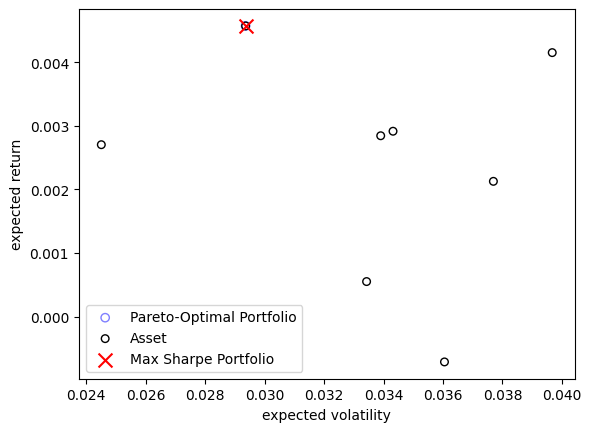 0.004
0.003
0.002
0.001
0.000
expected return
Pareto-Optimal Portfolio
Asset
Max Sharpe Portfolio
0.024 0.026 0.028 0.030 0.032 0.034 0.036 0.038 0.040
expected volatility